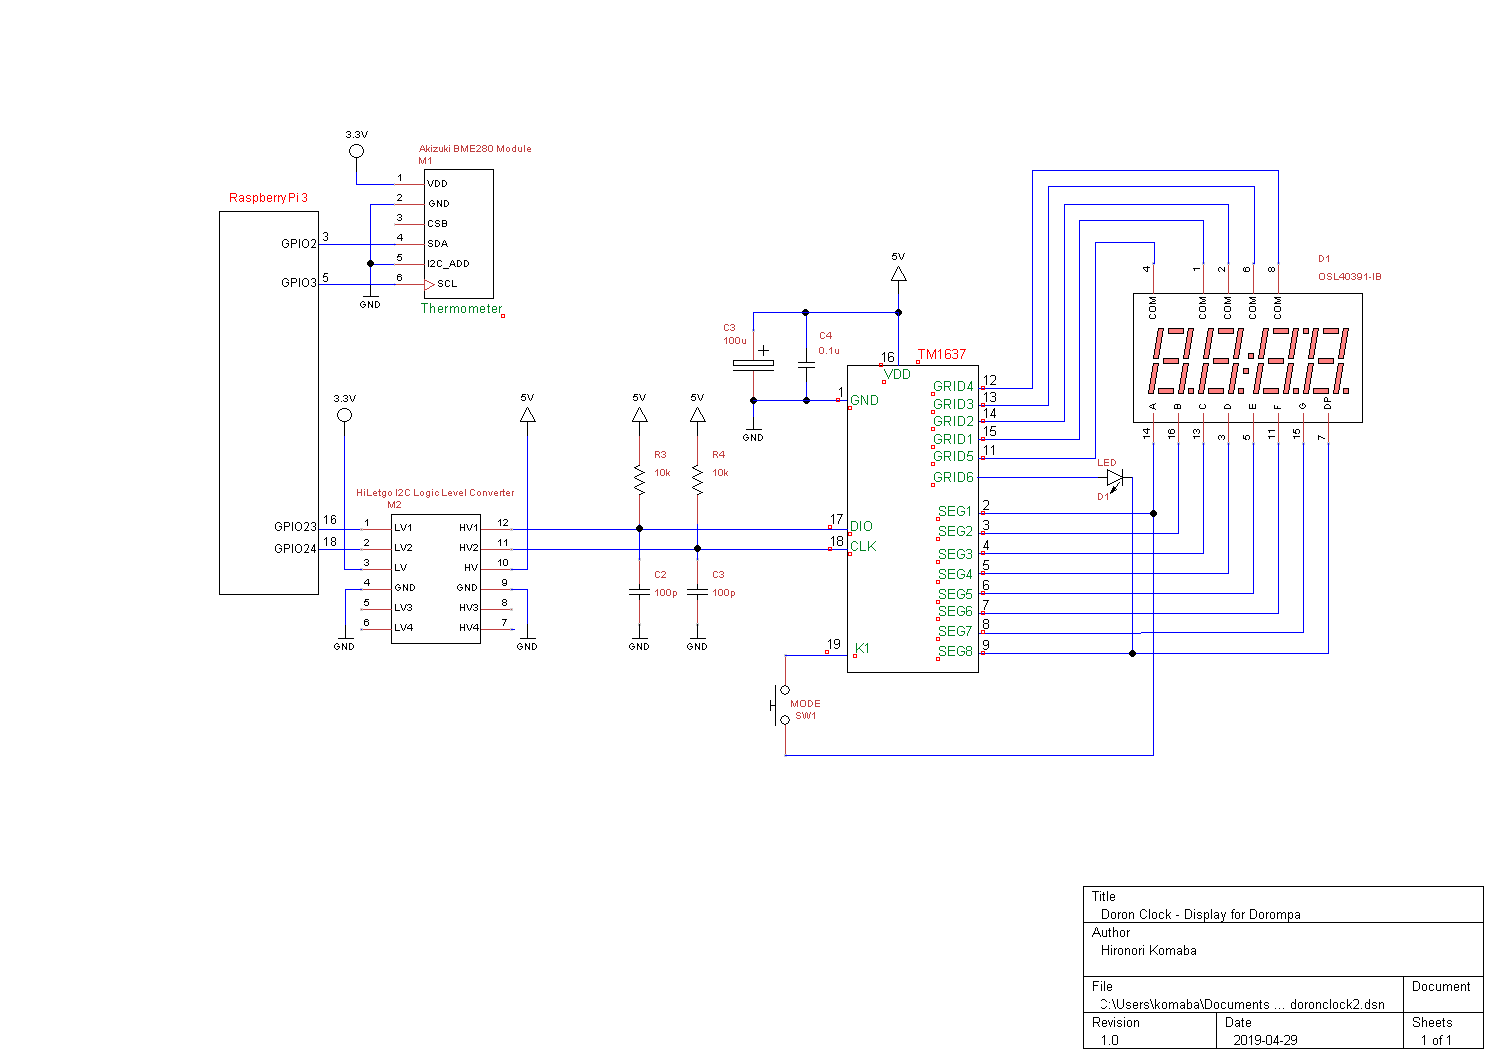 3.3V
Akizuki BME280 Module
M1
RaspberryPi 3
1
VDD
2
GND
3
CSB
GPIO2
3
4
SDA
5
I2C_ADD
GPIO3
5
6
SCL
GND
Thermometer
5V
D1
OSL40391-IB
4
1
2
6
8
COM
COM
COM
COM
COM
A
B
C
D
E
F
G
DP
14
16
13
3
5
11
15
7
C3
100u
C4
0.1u
GND
TM1637
16
VDD
1
GND
GRID4
12
GRID3
13
GRID2
14
GRID1
15
GRID5
11
GRID6
LED
D1
SEG1
2
SEG2
3
SEG3
4
SEG4
5
SEG5
6
SEG6
7
SEG7
8
SEG8
9
17
DIO
18
CLK
19
K1
MODE
SW1
3.3V
5V
5V
5V
R3
10k
R4
10k
HiLetgo I2C Logic Level Converter
M2
GPIO23
16
1
LV1
HV1
12
GPIO24
18
2
LV2
HV2
11
3
LV
HV
10
4
GND
GND
9
5
LV3
HV3
8
6
LV4
HV4
7
C2
100p
C3
100p
GND
GND
GND
GND
Title
Doron Clock - Display for Dorompa
Author
Hironori Komaba
File
C:\Users\komaba\Documents ... doronclock2.dsn
Document
Revision
1.0
Date
2019-04-29
Sheets
1 of 1